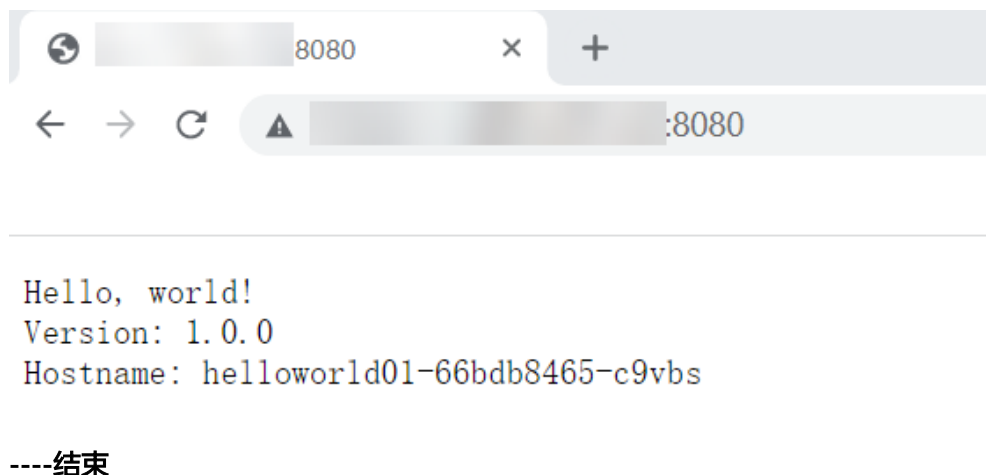 8080
:8080
Hello, world!
Version: 1.0.0
Hostname: helloworld01-66bdb8465-c9vbs
----结束